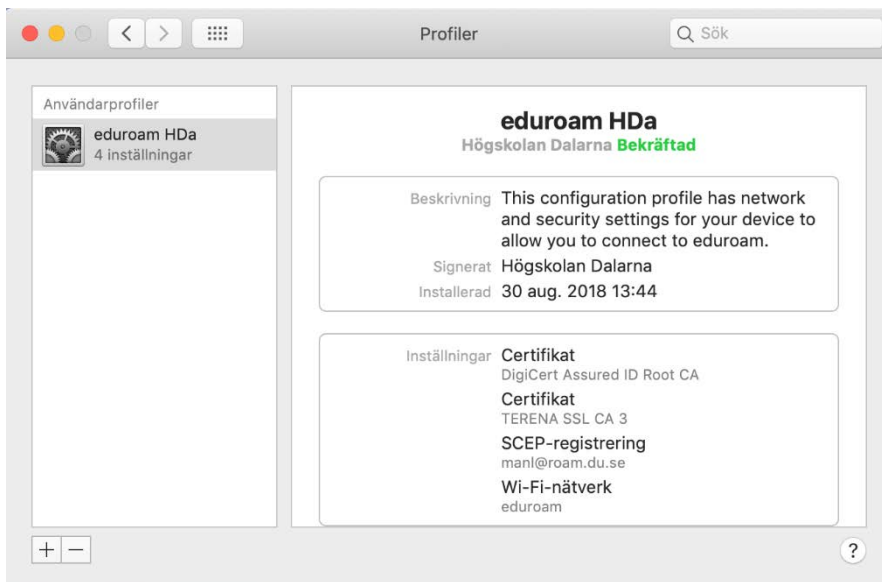 Profiler
Sök
Användarprofiler
eduroam HDa
4 inställningar
eduroam HDa
Högskolan Dalarna Bekräftad
Beskrivning This configuration profile has network
and security settings for your device to
allow you to connect to eduroam.
Signerat Högskolan Dalarna
Installerad 30 aug. 2018 13:44
Inställningar Certifikat
DigiCert Assured ID Root CA
Certifikat
TERENA SSL CA 3
SCEP-registrering
manl@roam.du.se
Wi-Fi-nätverk
eduroam
+ −
?